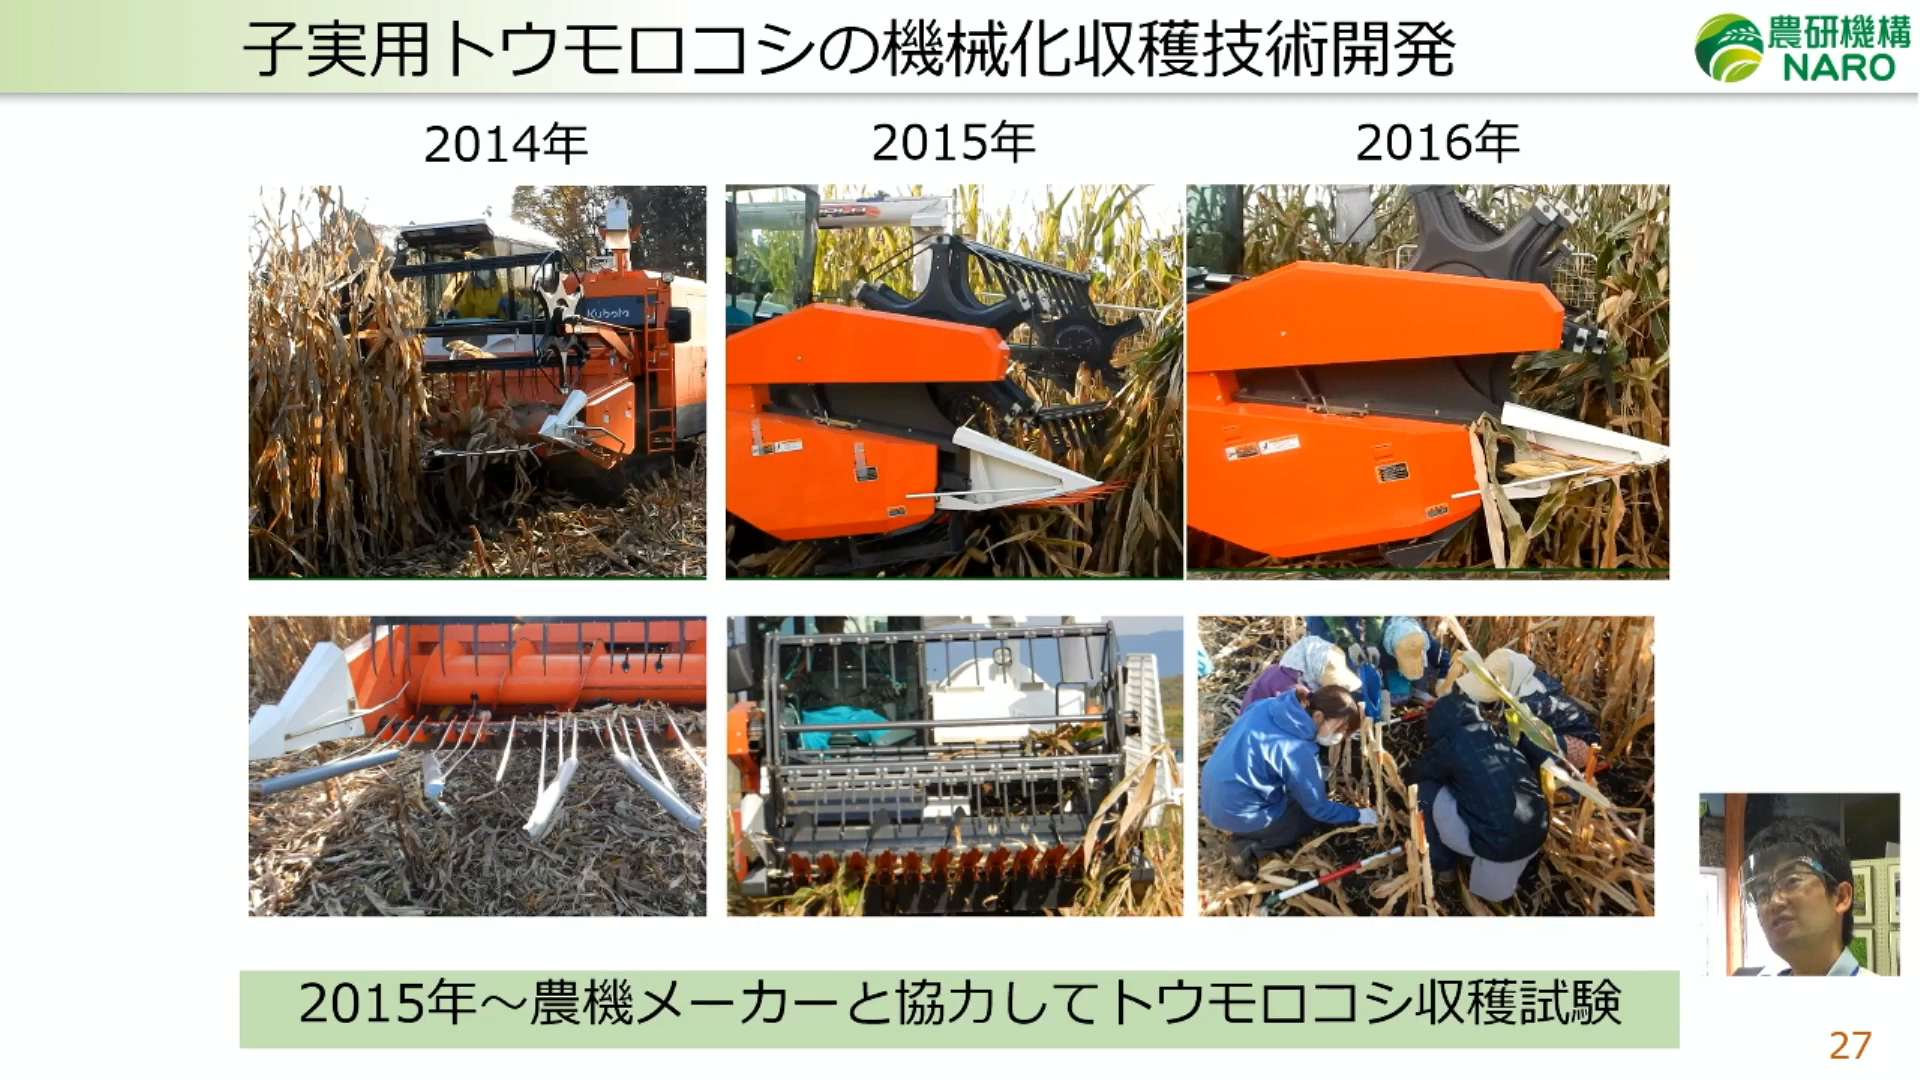 子実用トウモロコシの機械化収穫技術開発
農研機構
NARO
2014年
2015年
2016年
Kubota
2015年～農機メーカーと協力してトウモロコシ収穫試験
27